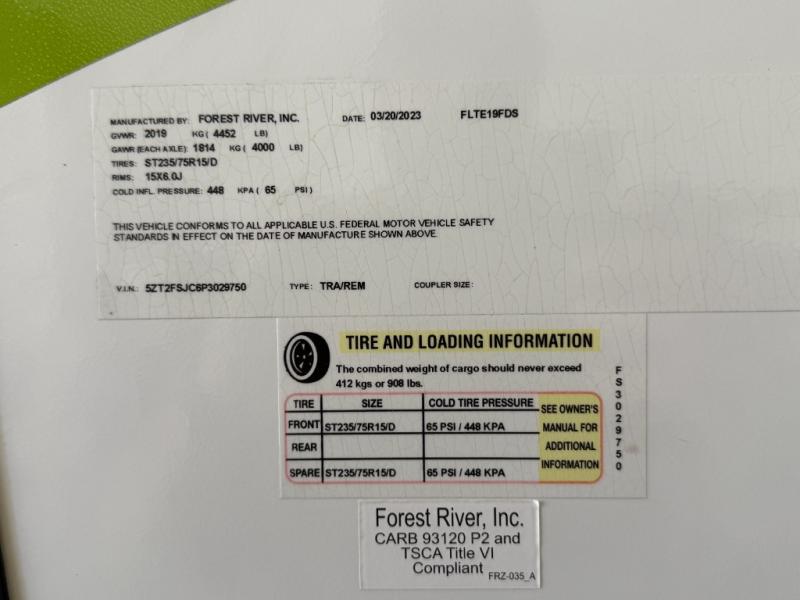 MANUFACTURED BY: FOREST RIVER, INC. DATE: 03/20/2023 FLTE19FDS
GVWR: 2019 KG( 4452 LB)
GAWR (EACH AXLE): 1814 KG( 4000 LB)
TIRES: ST235/75R15/D
RIMS: 15X6.0J
COLD INFL. PRESSURE: 448 KPA( 65 PSI)
THIS VEHICLE CONFORMS TO ALL APPLICABLE U.S. FEDERAL MOTOR VEHICLE SAFETY
STANDARDS IN EFFECT ON THE DATE OF MANUFACTURE SHOWN ABOVE.
V.I.N.: 5ZT2FSJC6P3029750 TYPE: TRA/REM COUPLER SIZE:
TIRE AND LOADING INFORMATION
The combined weight of cargo should never exceed
412 kgs or 908 lbs.
TIRE SIZE COLD TIRE PRESSURE
FRONT ST235/75R15/D 65 PSI / 448 KPA
REAR
SPARE ST235/75R15/D 65 PSI / 448 KPA
SEE OWNER'S
MANUAL FOR
ADDITIONAL
INFORMATION
FS3029750
Forest River, Inc.
CARB 93120 P2 and
TSCA Title VI
Compliant FRZ-035_A